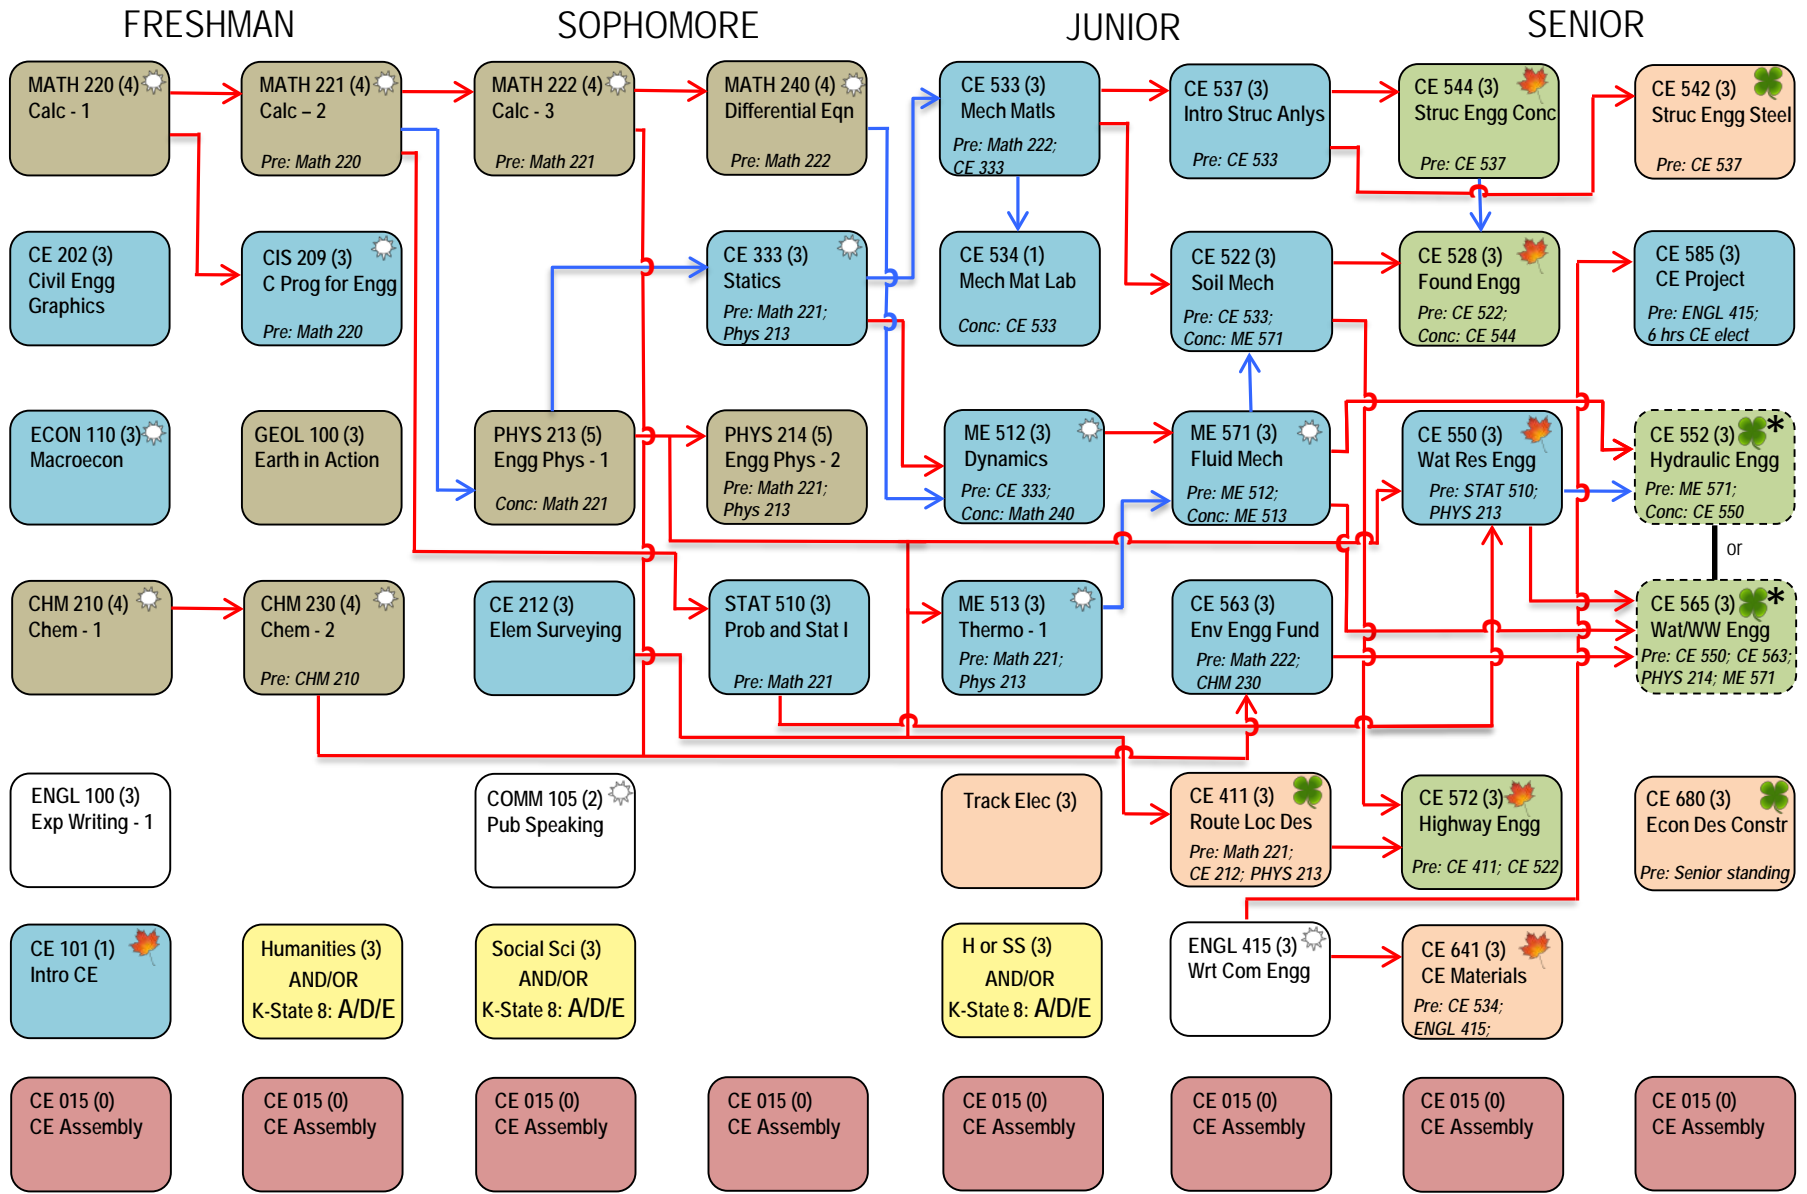 FRESHMAN
SOPHOMORE
JUNIOR
SENIOR
MATH 220 (4)
Calc - 1
MATH 221 (4)
Calc – 2
Pre: Math 220
MATH 222 (4)
Calc - 3
Pre: Math 221
MATH 240 (4)
Differential Eqn
Pre: Math 222
CE 533 (3)
Mech Matls
Pre: Math 222;
CE 333
CE 537 (3)
Intro Struc Anlys
Pre: CE 533
CE 544 (3)
Struc Engg Conc
Pre: CE 537
CE 542 (3)
Struc Engg Steel
Pre: CE 537
CE 202 (3)
Civil Engg
Graphics
CIS 209 (3)
C Prog for Engg
Pre: Math 220
CE 333 (3)
Statics
Pre: Math 221;
Phys 213
CE 534 (1)
Mech Mat Lab
Conc: CE 533
CE 522 (3)
Soil Mech
Pre: CE 533;
Conc: ME 571
CE 528 (3)
Found Engg
Pre: CE 522;
Conc: CE 544
CE 585 (3)
CE Project
Pre: ENGL 415;
6 hrs CE elect
ECON 110 (3)
Macroecon
GEOL 100 (3)
Earth in Action
PHYS 213 (5)
Engg Phys - 1
Conc: Math 221
PHYS 214 (5)
Engg Phys - 2
Pre: Math 221;
Phys 213
ME 512 (3)
Dynamics
Pre: CE 333;
Conc: Math 240
ME 571 (3)
Fluid Mech
Pre: ME 512;
Conc: ME 513
CE 550 (3)
Wat Res Engg
Pre: STAT 510;
PHYS 213
CE 552 (3) *
Hydraulic Engg
Pre: ME 571;
Conc: CE 550
or
CHM 210 (4)
Chem - 1
CHM 230 (4)
Chem - 2
Pre: CHM 210
CE 212 (3)
Elem Surveying
STAT 510 (3)
Prob and Stat I
Pre: Math 221
ME 513 (3)
Thermo - 1
Pre: Math 221;
Phys 213
CE 563 (3)
Env Engg Fund
Pre: Math 222;
CHM 230
CE 565 (3) *
Wat/WW Engg
Pre: CE 550; CE 563;
PHYS 214; ME 571
ENGL 100 (3)
Exp Writing - 1
COMM 105 (2)
Pub Speaking
Track Elec (3)
CE 411 (3)
Route Loc Des
Pre: Math 221;
CE 212; PHYS 213
CE 572 (3)
Highway Engg
Pre: CE 411; CE 522
CE 680 (3)
Econ Des Constr
Pre: Senior standing
CE 101 (1)
Intro CE
Humanities (3)
AND/OR
K-State 8: A/D/E
Social Sci (3)
AND/OR
K-State 8: A/D/E
H or SS (3)
AND/OR
K-State 8: A/D/E
ENGL 415 (3)
Wrt Com Engg
CE 641 (3)
CE Materials
Pre: CE 534;
ENGL 415;
CE 015 (0)
CE Assembly
CE 015 (0)
CE Assembly
CE 015 (0)
CE Assembly
CE 015 (0)
CE Assembly
CE 015 (0)
CE Assembly
CE 015 (0)
CE Assembly
CE 015 (0)
CE Assembly
CE 015 (0)
CE Assembly